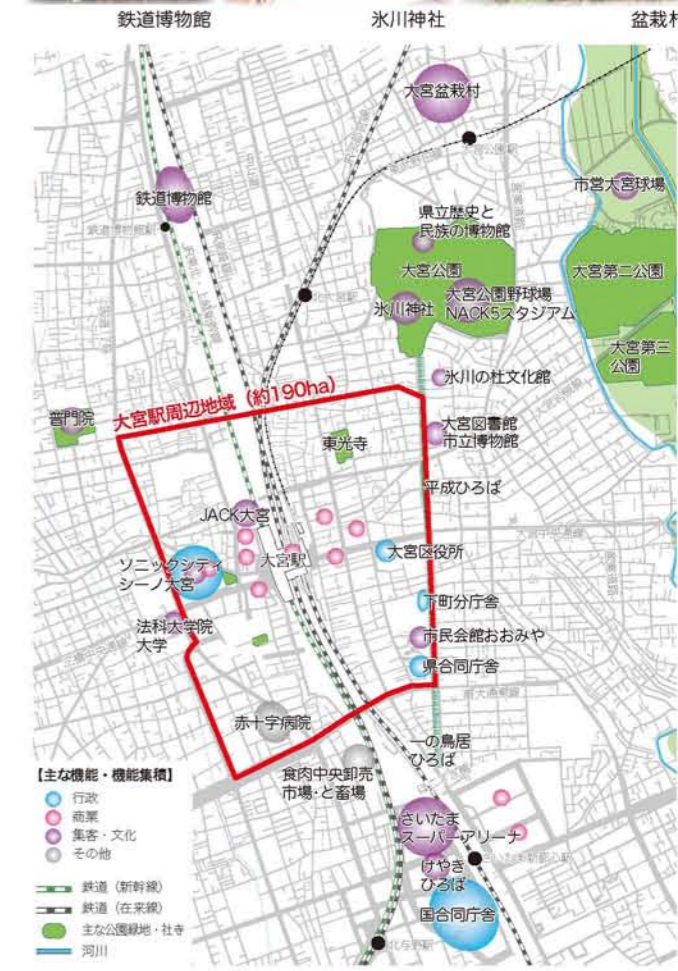 鉄道博物館
氷川神社
大宮盆栽村
鉄道博物館
市営大宮球場
県立歴史と
民族の博物館
鉄道博物館駅
大宮公園
大宮第二公園
氷川神社
大宮公園野球場
NACK5スタジアム
大宮第三
公園
氷川の杜文化館
大宮駅周辺地域(約190ha)
普門院
大宮図書館
市立博物館
東光寺
平成ひろば
JACK大宮
大宮駅
大宮区役所
ソニックシティ
シーノ大宮
下町分庁舎
法科大学院
大学
市民会館おおみや
県合同庁舎
赤十字病院
一の鳥居
ひろば
食肉中央卸売
市場・と畜場
【主な機能・機能集積】
行政
商業
集客・文化
その他
さいたま
スーパーアリーナ
けやき
ひろば
国合同庁舎
鉄道(新幹線)
鉄道(在来線)
主な公園緑地・社寺
河川